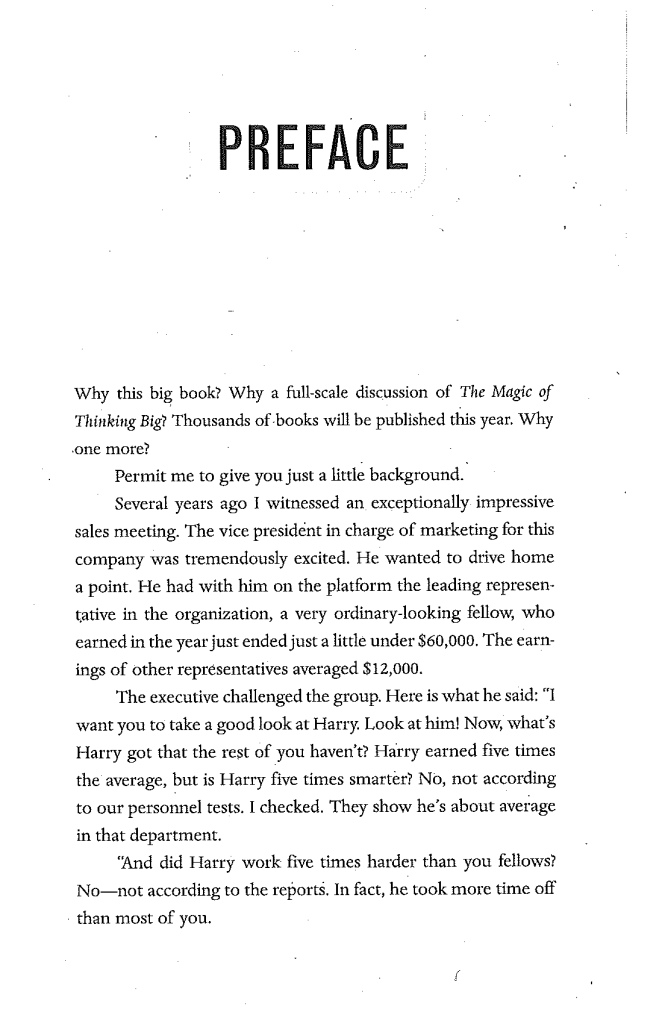 PREFACE
Why this big book? Why a full-scale discussion of The Magic of
Thinking Big? Thousands of books will be published this year. Why
one more?
Permit me to give you just a little background.
Several years ago I witnessed an exceptionally impressive
sales meeting. The vice president in charge of marketing for this
company was tremendously excited. He wanted to drive home
a point. He had with him on the platform the leading represen-
tative in the organization, a very ordinary-looking fellow, who
earned in the year just ended just a little under $60,000. The earn-
ings of other representatives averaged $12,000.
The executive challenged the group. Here is what he said: "I
want you to take a good look at Harry. Look at him! Now, what's
Harry got that the rest of you haven't? Harry earned five times
the average, but is Harry five times smarter? No, not according
to our personnel tests. I checked. They show he's about average
in that department.
"And did Harry work five times harder than you fellows?
No—not according to the reports. In fact, he took more time off
than most of you.